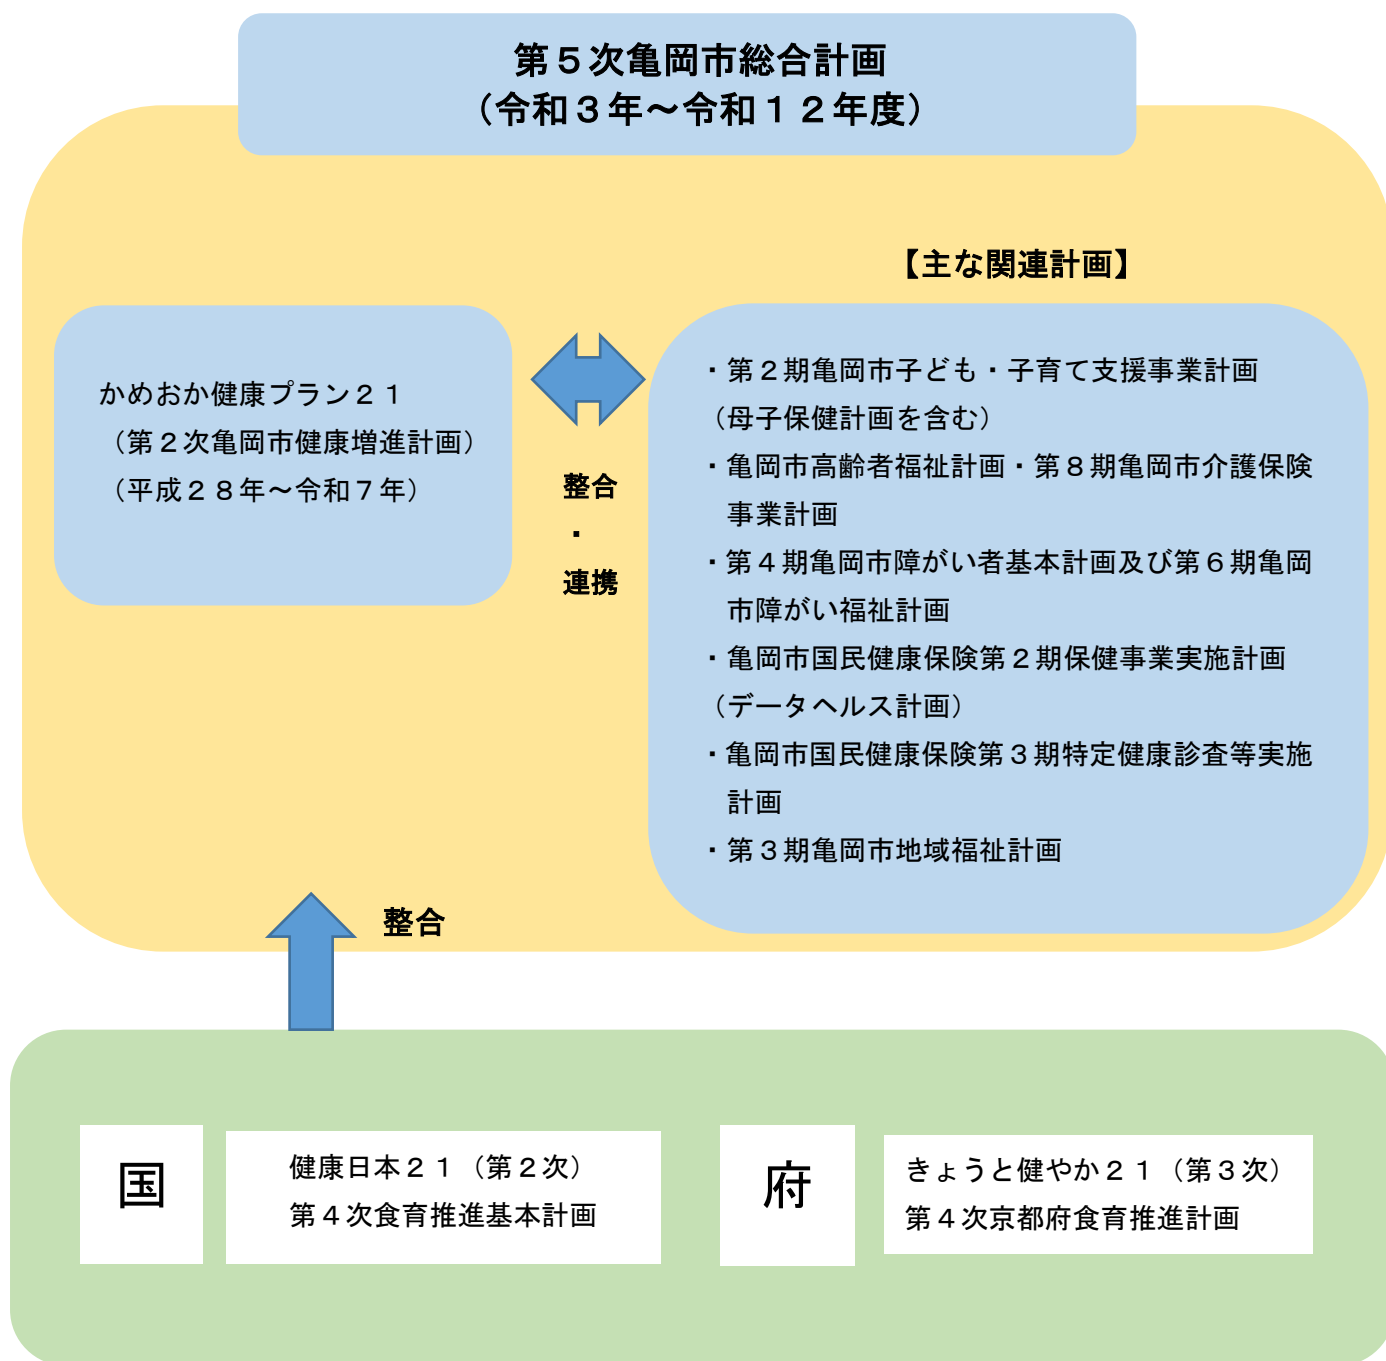 第５次亀岡市総合計画
（令和３年～令和１２年度）
【主な関連計画】
かめおか健康プラン２１
（第２次亀岡市健康増進計画）
（平成２８年～令和７年）
整合
・
連携
・第２期亀岡市子ども・子育て支援事業計画
（母子保健計画を含む）
・亀岡市高齢者福祉計画・第８期亀岡市介護保険
事業計画
・第４期亀岡市障がい者基本計画及び第６期亀岡
市障がい福祉計画
・亀岡市国民健康保険第２期保健事業実施計画
（データヘルス計画）
・亀岡市国民健康保険第３期特定健康診査等実施
計画
・第３期亀岡市地域福祉計画
整合
国
健康日本２１（第２次）
第４次食育推進基本計画
府
きょうと健やか２１（第３次）
第４次京都府食育推進計画